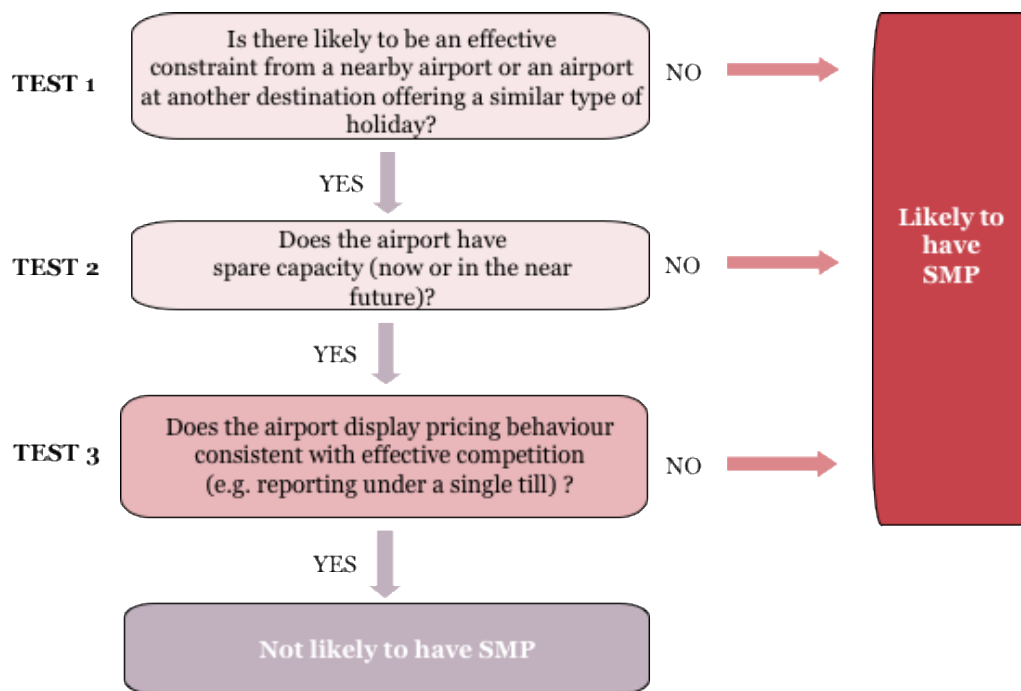 Is there likely to be an effective
constraint from a nearby airport or an airport
at another destination offering a similar type of
holiday?
TEST 1
NO
YES
Does the airport have
spare capacity (now or in the near
future)?
TEST 2
NO
Likely to
have
SMP
YES
Does the airport display pricing behaviour
consistent with effective competition
(e.g. reporting under a single till) ?
TEST 3
NO
YES
Not likely to have SMP